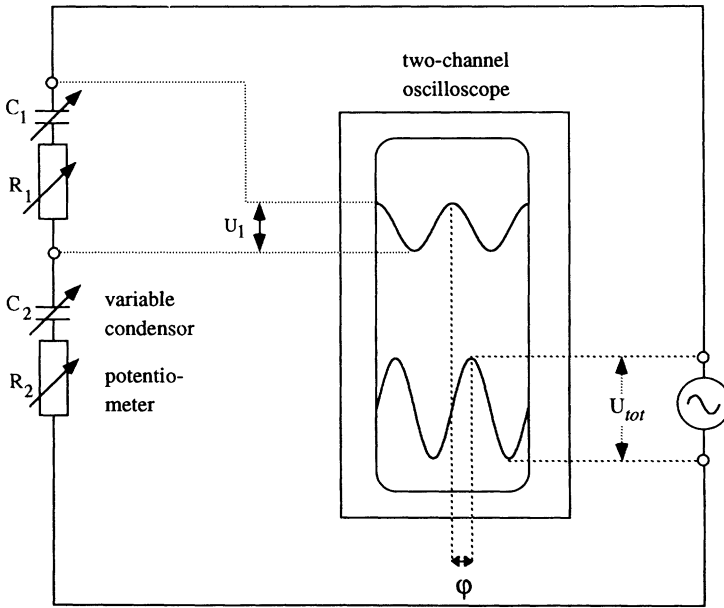 two-channel
oscilloscope
C1
R1
U1
C2
variable
condensor
R2
potentio-
meter
Utot
φ